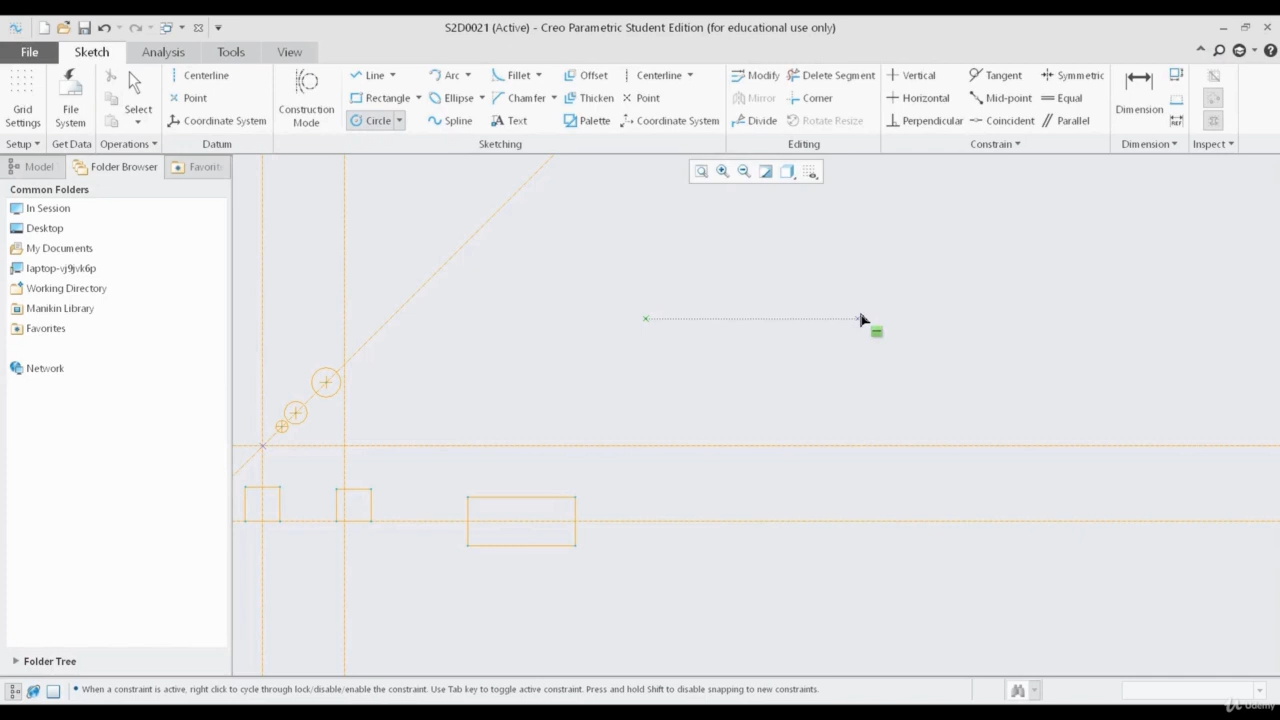 S2D0021 (Active) - Creo Parametric Student Edition (for educational use only)
File Sketch Analysis Tools View
Grid Settings
File System
Select
Centerline
Point
Coordinate System
Construction Mode
Line Arc Fillet Offset Centerline
Rectangle Ellipse Chamfer Thicken Point
Circle Spline Text Palette Coordinate System
Modify Delete Segment
Mirror Corner
Divide Rotate Resize
Vertical Tangent Symmetric
Horizontal Mid-point Equal
Perpendicular Coincident Parallel
Dimension
REF
Setup Get Data Operations Datum Sketching Editing Constrain Dimension Inspect
Model Folder Browser Favorit
Common Folders
In Session
Desktop
My Documents
laptop-vj9jvk6p
Working Directory
Manikin Library
Favorites
Network
Folder Tree
When a constraint is active, right click to cycle through lock/disable/enable the constraint. Use Tab key to toggle active constraint. Press and hold Shift to disable snapping to new constraints.
Udemy